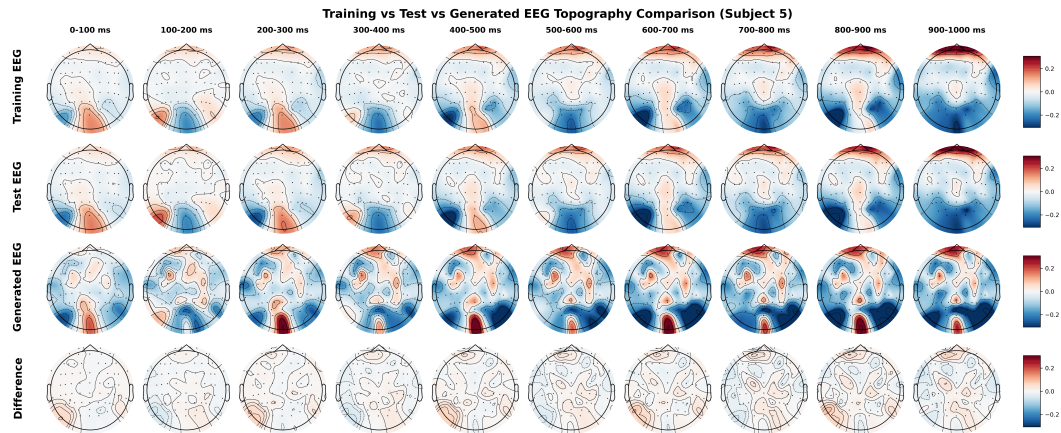 Training vs Test vs Generated EEG Topography Comparison (Subject 5)
0-100 ms 100-200 ms 200-300 ms 300-400 ms 400-500 ms 500-600 ms 600-700 ms 700-800 ms 800-900 ms 900-1000 ms
Training EEG
0.2
0.0
−0.2
Test EEG
0.2
0.0
−0.2
Generated EEG
0.2
0.0
−0.2
Difference
0.2
0.0
−0.2